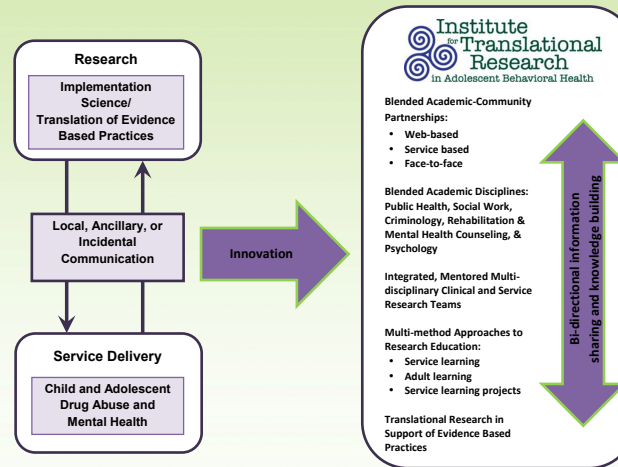 Research
Implementation
Science/
Translation of Evidence
Based Practices
Local, Ancillary, or
Incidental
Communication
Service Delivery
Child and Adolescent
Drug Abuse and
Mental Health
Innovation
Institute
for Translational
Research
in Adolescent Behavioral Health
Blended Academic-Community
Partnerships:
• Web-based
• Service based
• Face-to-face
Blended Academic Disciplines:
Public Health, Social Work,
Criminology, Rehabilitation &
Mental Health Counseling, &
Psychology
Integrated, Mentored Multi-
disciplinary Clinical and Service
Research Teams
Multi-method Approaches to
Research Education:
• Service learning
• Adult learning
• Service learning projects
Translational Research in
Support of Evidence Based
Practices
Bi-directional information
sharing and knowledge building